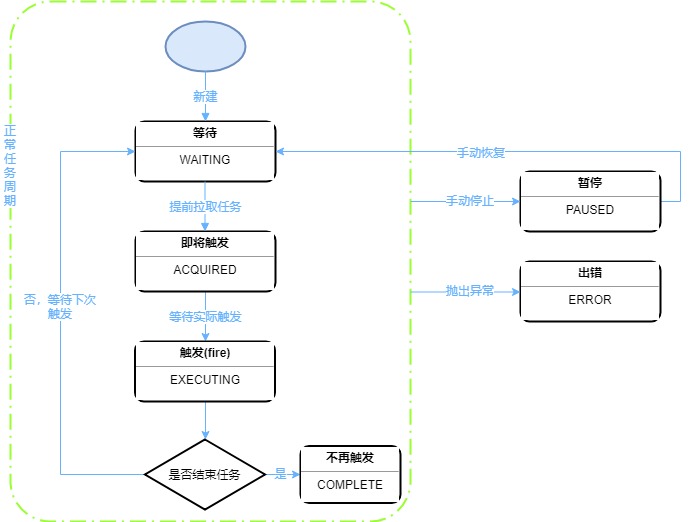 新建
等待
WAITING
手动恢复
正常任务周期
提前拉取任务
手动停止
暂停
PAUSED
即将触发
ACQUIRED
抛出异常
出错
ERROR
否，等待下次
触发
等待实际触发
触发(fire)
EXECUTING
是否结束任务
是
不再触发
COMPLETE